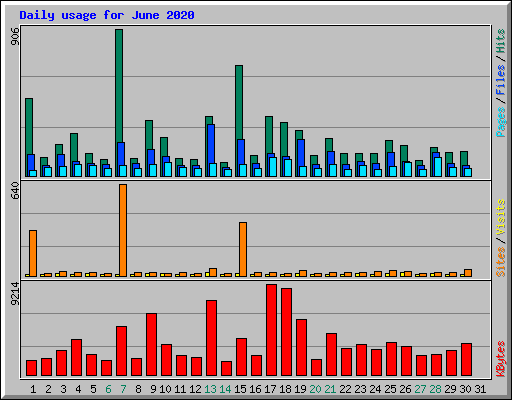 Daily usage for June 2020
906
Pages / Files / Hits
640
Sites / Visits
9214
KBytes
1 2 3 4 5 6 7 8 9 10 11 12 13 14 15 16 17 18 19 20 21 22 23 24 25 26 27 28 29 30 31